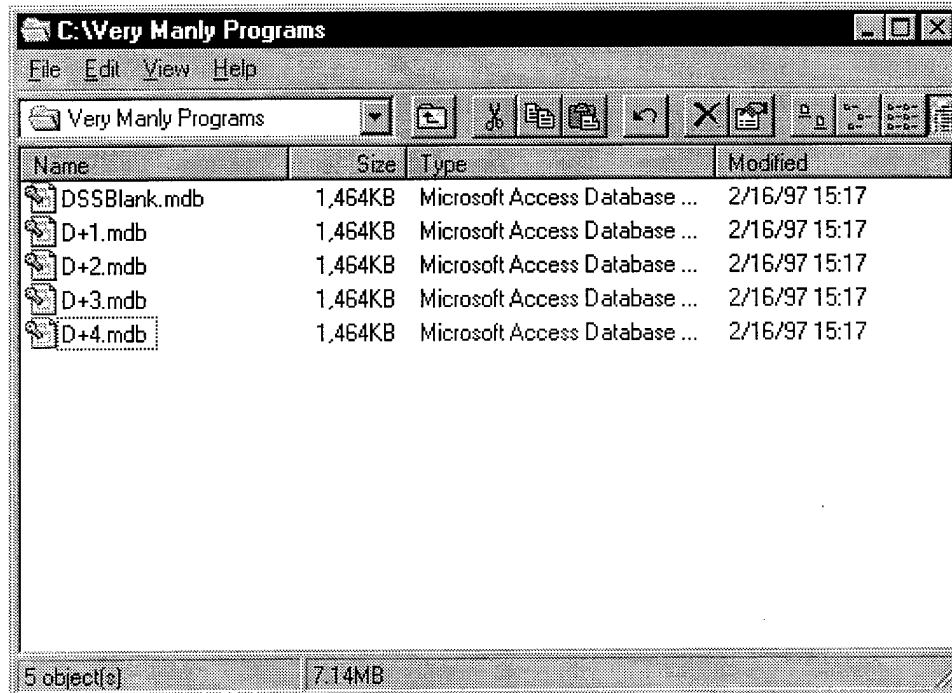 C:\Very Manly Programs
File Edit View Help
Very Manly Programs
Name Size Type Modified
DSSBlank.mdb 1,464KB Microsoft Access Database ... 2/16/97 15:17
D+1.mdb 1,464KB Microsoft Access Database ... 2/16/97 15:17
D+2.mdb 1,464KB Microsoft Access Database ... 2/16/97 15:17
D+3.mdb 1,464KB Microsoft Access Database ... 2/16/97 15:17
D+4.mdb 1,464KB Microsoft Access Database ... 2/16/97 15:17
5 object(s) 7.14MB